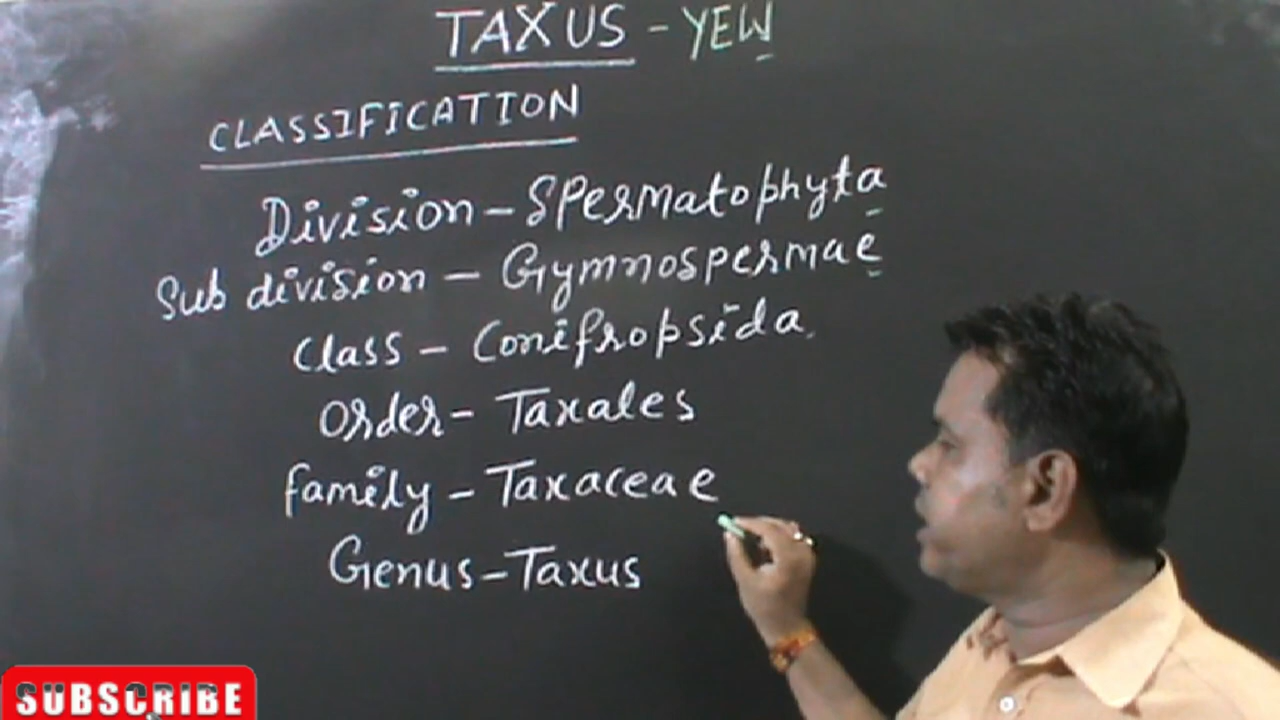 TAXUS - YEW
CLASSIFICATION
Division - Spermatophyta
Sub division - Gymnospermae
Class - Conifropsida
Order - Taxales
family - Taxaceae
Genus - Taxus
SUBSCRIBE